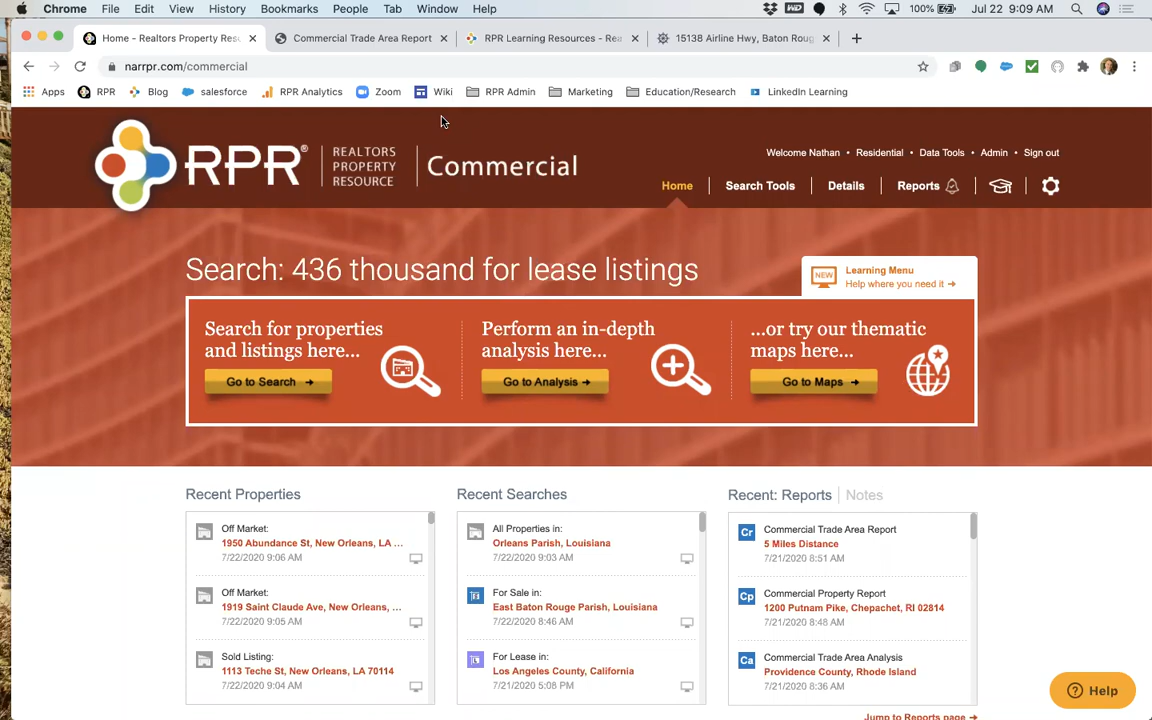 Chrome File Edit View History Bookmarks People Tab Window Help WD 100% Jul 22 9:09 AM
Home - Realtors Property Res Commercial Trade Area Report RPR Learning Resources - Rea 15138 Airline Hwy, Baton Roug
narrpr.com/commercial
Apps RPR Blog salesforce RPR Analytics Zoom Wiki RPR Admin Marketing Education/Research LinkedIn Learning
RPR® REALTORS PROPERTY RESOURCE Commercial
Welcome Nathan • Residential • Data Tools • Admin • Sign out
Home Search Tools Details Reports
Search: 436 thousand for lease listings
NEW Learning Menu
Help where you need it →
Search for properties
and listings here...
Go to Search →
Perform an in-depth
analysis here...
Go to Analysis →
...or try our thematic
maps here...
Go to Maps →
Recent Properties
Off Market:
1950 Abundance St, New Orleans, LA ...
7/22/2020 9:06 AM
Off Market:
1919 Saint Claude Ave, New Orleans, ...
7/22/2020 9:05 AM
Sold Listing:
1113 Teche St, New Orleans, LA 70114
7/22/2020 9:04 AM
Recent Searches
All Properties in:
Orleans Parish, Louisiana
7/22/2020 9:03 AM
For Sale in:
East Baton Rouge Parish, Louisiana
7/22/2020 8:46 AM
For Lease in:
Los Angeles County, California
7/21/2020 5:08 PM
Recent: Reports Notes
Cr Commercial Trade Area Report
5 Miles Distance
7/21/2020 8:51 AM
Cp Commercial Property Report
1200 Putnam Pike, Chepachet, RI 02814
7/21/2020 8:48 AM
Ca Commercial Trade Area Analysis
Providence County, Rhode Island
7/21/2020 8:36 AM
Jump to Reports page →
Help